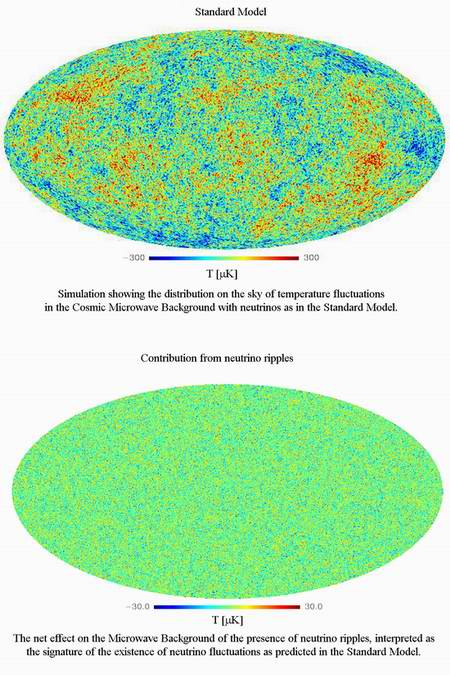 Standard Model
−300 300
T [μK]
Simulation showing the distribution on the sky of temperature fluctuations
in the Cosmic Microwave Background with neutrinos as in the Standard Model.
Contribution from neutrino ripples
−30.0 30.0
T [μK]
The net effect on the Microwave Background of the presence of neutrino ripples, interpreted as
the signature of the existence of neutrino fluctuations as predicted in the Standard Model.